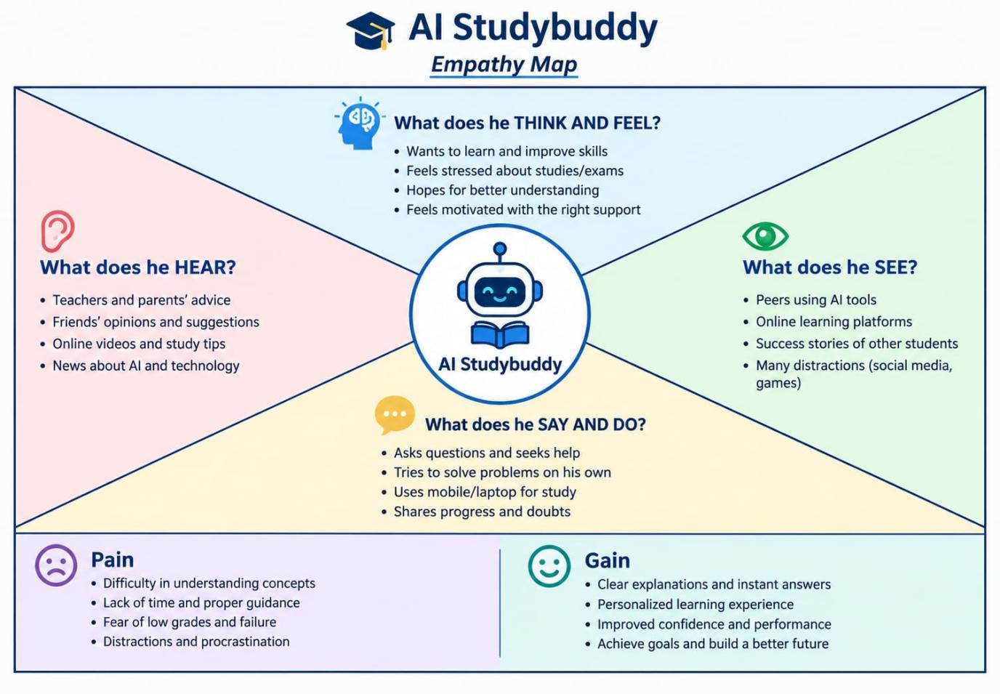 AI Studybuddy
Empathy Map
What does he THINK AND FEEL?
• Wants to learn and improve skills
• Feels stressed about studies/exams
• Hopes for better understanding
• Feels motivated with the right support
What does he HEAR?
• Teachers and parents’ advice
• Friends’ opinions and suggestions
• Online videos and study tips
• News about AI and technology
AI Studybuddy
What does he SEE?
• Peers using AI tools
• Online learning platforms
• Success stories of other students
• Many distractions (social media,
games)
What does he SAY AND DO?
• Asks questions and seeks help
• Tries to solve problems on his own
• Uses mobile/laptop for study
• Shares progress and doubts
Pain
• Difficulty in understanding concepts
• Lack of time and proper guidance
• Fear of low grades and failure
• Distractions and procrastination
Gain
• Clear explanations and instant answers
• Personalized learning experience
• Improved confidence and performance
• Achieve goals and build a better future